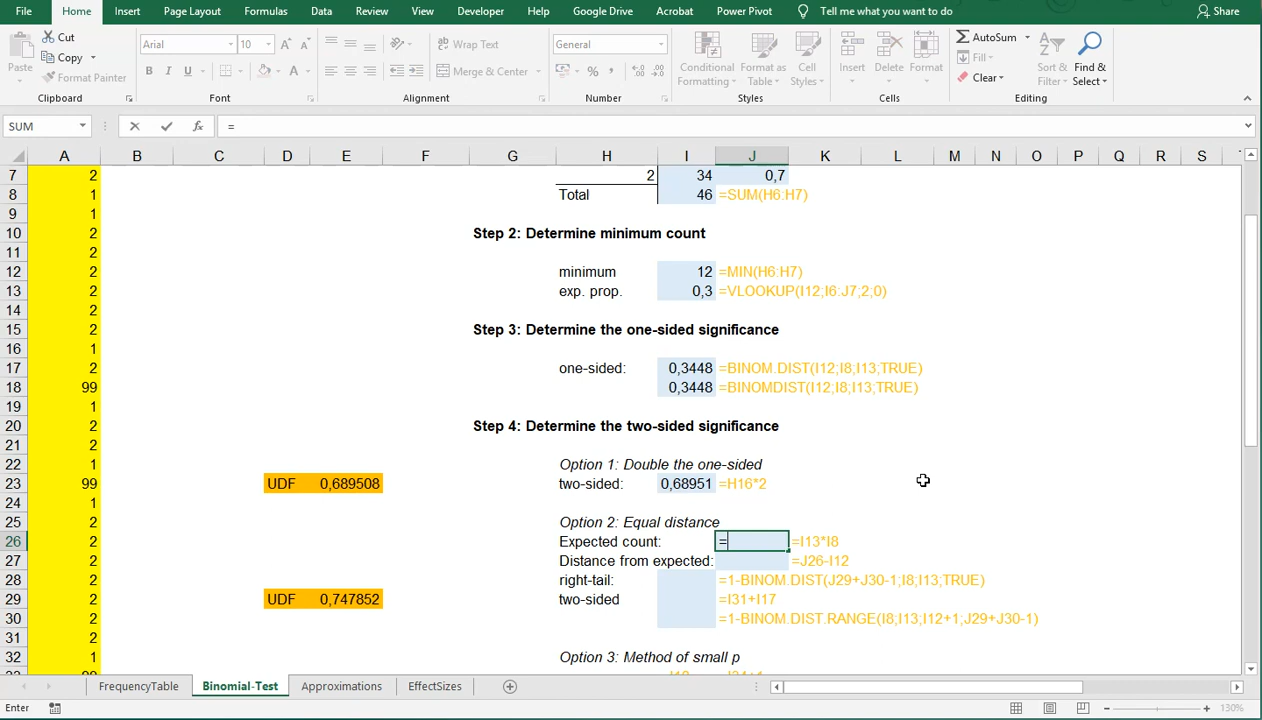 File Home Insert Page Layout Formulas Data Review View Developer Help Google Drive Acrobat Power Pivot Tell me what you want to do Share
Paste Cut Copy Format Painter
Arial 10 A A Wrap Text General
B I U A Merge & Center % Conditional Formatting Format as Table Cell Styles Insert Delete Format AutoSum Fill Clear Sort & Filter Find & Select
Clipboard Font Alignment Number Styles Cells Editing
SUM fx =
A B C D E F G H I J K L M N O P Q R S
7 2 2 34 0,7
8 1 Total 46 =SUM(H6:H7)
9 1
10 2 Step 2: Determine minimum count
11 2
12 2 minimum 12 =MIN(H6:H7)
13 2 exp. prop. 0,3 =VLOOKUP(I12;I6:J7;2;0)
14 2
15 2 Step 3: Determine the one-sided significance
16 1
17 2 one-sided: 0,3448 =BINOM.DIST(I12;I8;I13;TRUE)
18 99 0,3448 =BINOMDIST(I12;I8;I13;TRUE)
19 1
20 2 Step 4: Determine the two-sided significance
21 2
22 1 Option 1: Double the one-sided
23 99 UDF 0,689508 two-sided: 0,68951 =H16*2
24 1
25 2 Option 2: Equal distance
26 2 Expected count: = =I13*I8
27 2 Distance from expected: =J26-I12
28 2 right-tail: =1-BINOM.DIST(J29+J30-1;I8;I13;TRUE)
29 2 UDF 0,747852 two-sided =I31+I17
30 2 =1-BINOM.DIST.RANGE(I8;I13;I12+1;J29+J30-1)
31 2
32 1 Option 3: Method of small p
FrequencyTable Binomial-Test Approximations EffectSizes
Enter 130%